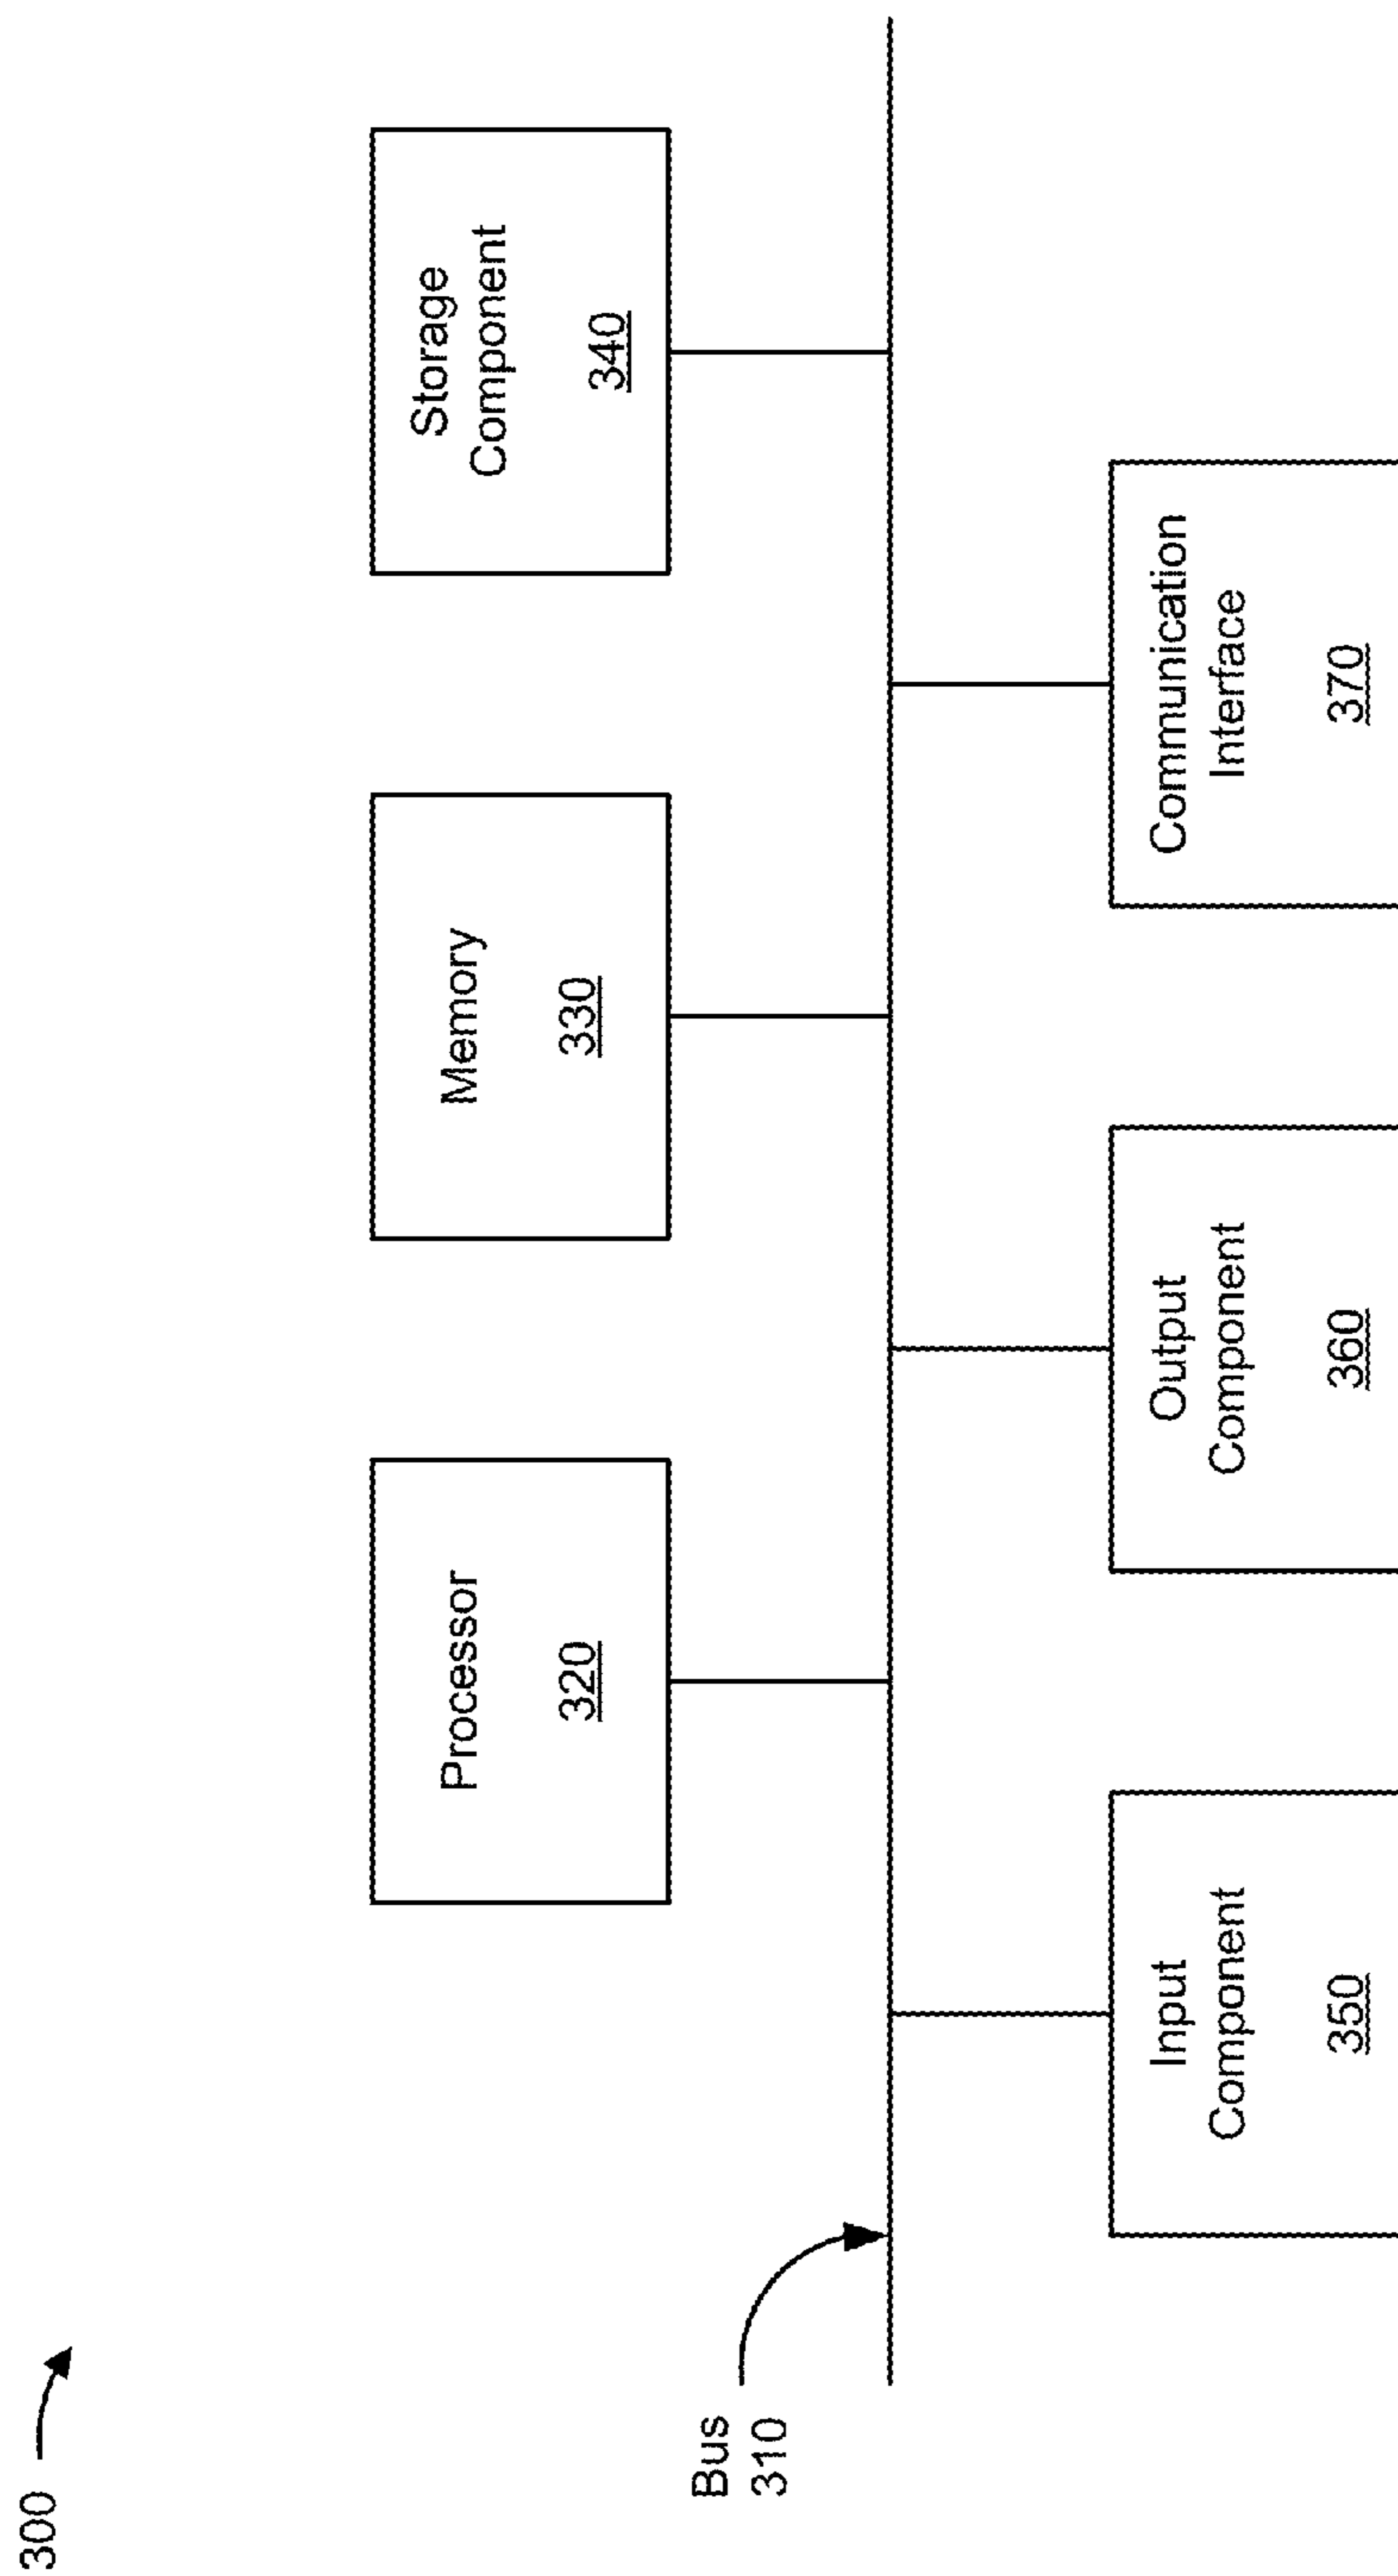 300
Processor
320
Memory
330
Storage
Component
340
Bus
310
Input
Component
350
Output
Component
360
Communication
Interface
370